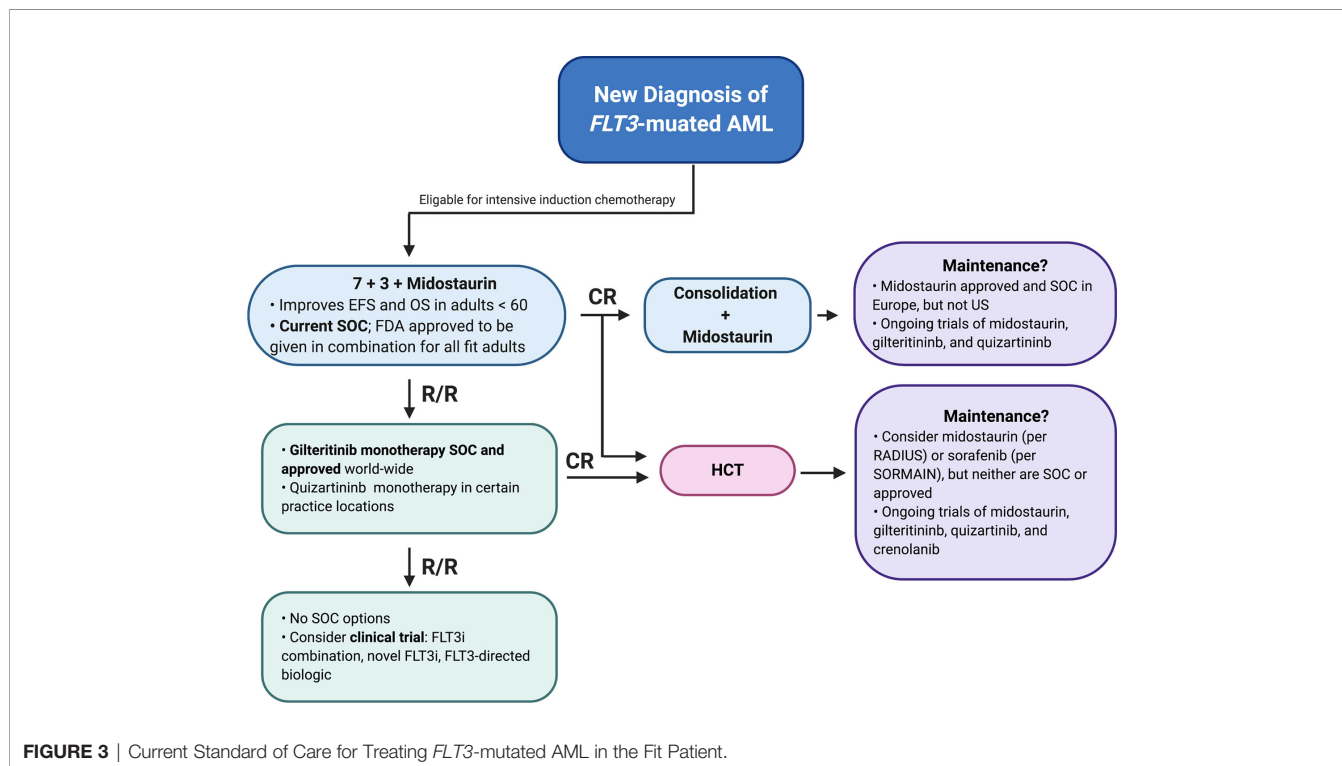 New Diagnosis of
FLT3-muated AML
Eligable for intensive induction chemotherapy
7 + 3 + Midostaurin
• Improves EFS and OS in adults < 60
• Current SOC; FDA approved to be
given in combination for all fit adults
CR
Consolidation
+
Midostaurin
Maintenance?
• Midostaurin approved and SOC in
Europe, but not US
• Ongoing trials of midostaurin,
gilteritininb, and quizartininb
R/R
• Gilteritinib monotherapy SOC and
approved world-wide
• Quizartininb monotherapy in certain
practice locations
CR
HCT
Maintenance?
• Consider midostaurin (per
RADIUS) or sorafenib (per
SORMAIN), but neither are SOC or
approved
• Ongoing trials of midostaurin,
gilteritininb, quizartinib, and
crenolanib
R/R
• No SOC options
• Consider clinical trial: FLT3i
combination, novel FLT3i, FLT3-directed
biologic
FIGURE 3 | Current Standard of Care for Treating FLT3-mutated AML in the Fit Patient.